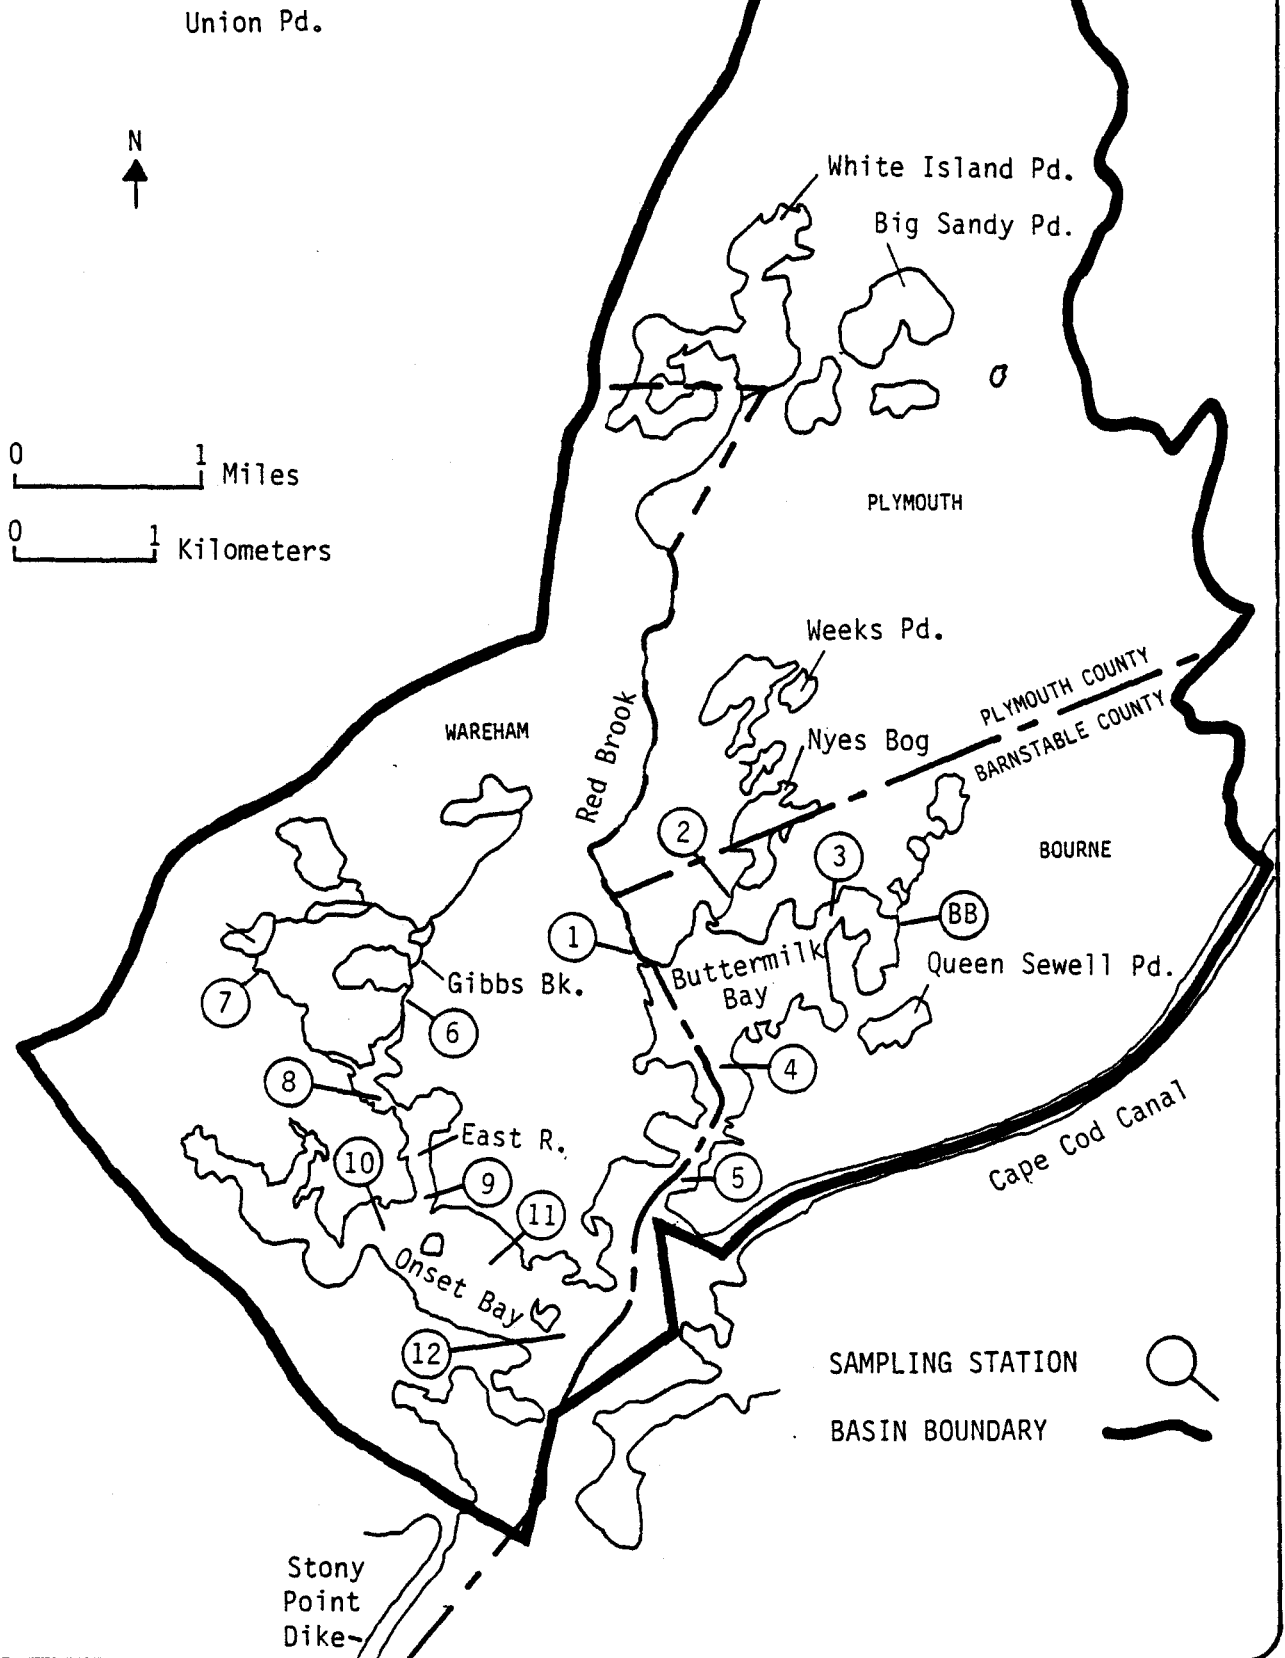 Union Pd.
N
White Island Pd.
Big Sandy Pd.
0 1 Miles
0 1 Kilometers
PLYMOUTH
Weeks Pd.
PLYMOUTH COUNTY
BARNSTABLE COUNTY
WAREHAM
Red Brook
Nyes Bog
2
3
BOURNE
BB
1
Buttermilk
Bay
Queen Sewell Pd.
Gibbs Bk.
7
6
8
4
Cape Cod Canal
East R.
10
9
5
11
Onset Bay
12
SAMPLING STATION
BASIN BOUNDARY
Stony
Point
Dike